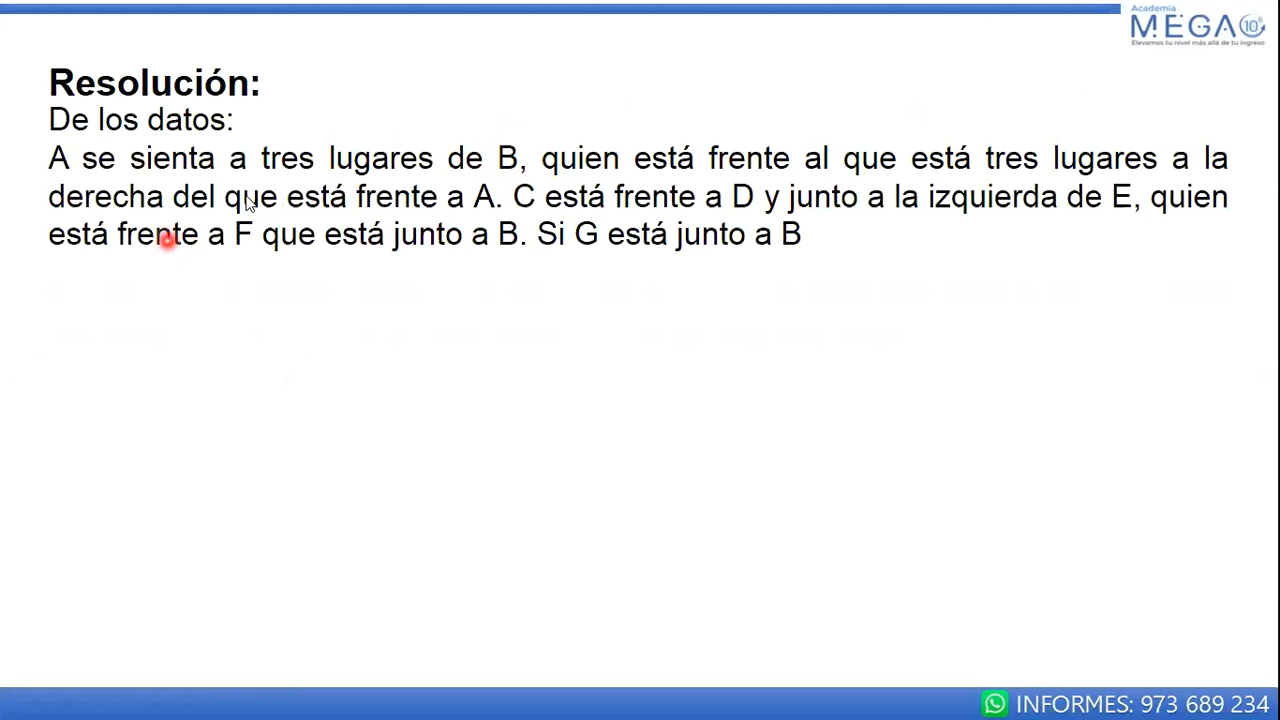 Academia
MEGA 10⁶
Elevamos tu nivel más allá de tu ingreso
Resolución:
De los datos:
A se sienta a tres lugares de B, quien está frente al que está tres lugares a la
derecha del que está frente a A. C está frente a D y junto a la izquierda de E, quien
está frente a F que está junto a B. Si G está junto a B
INFORMES: 973 689 234